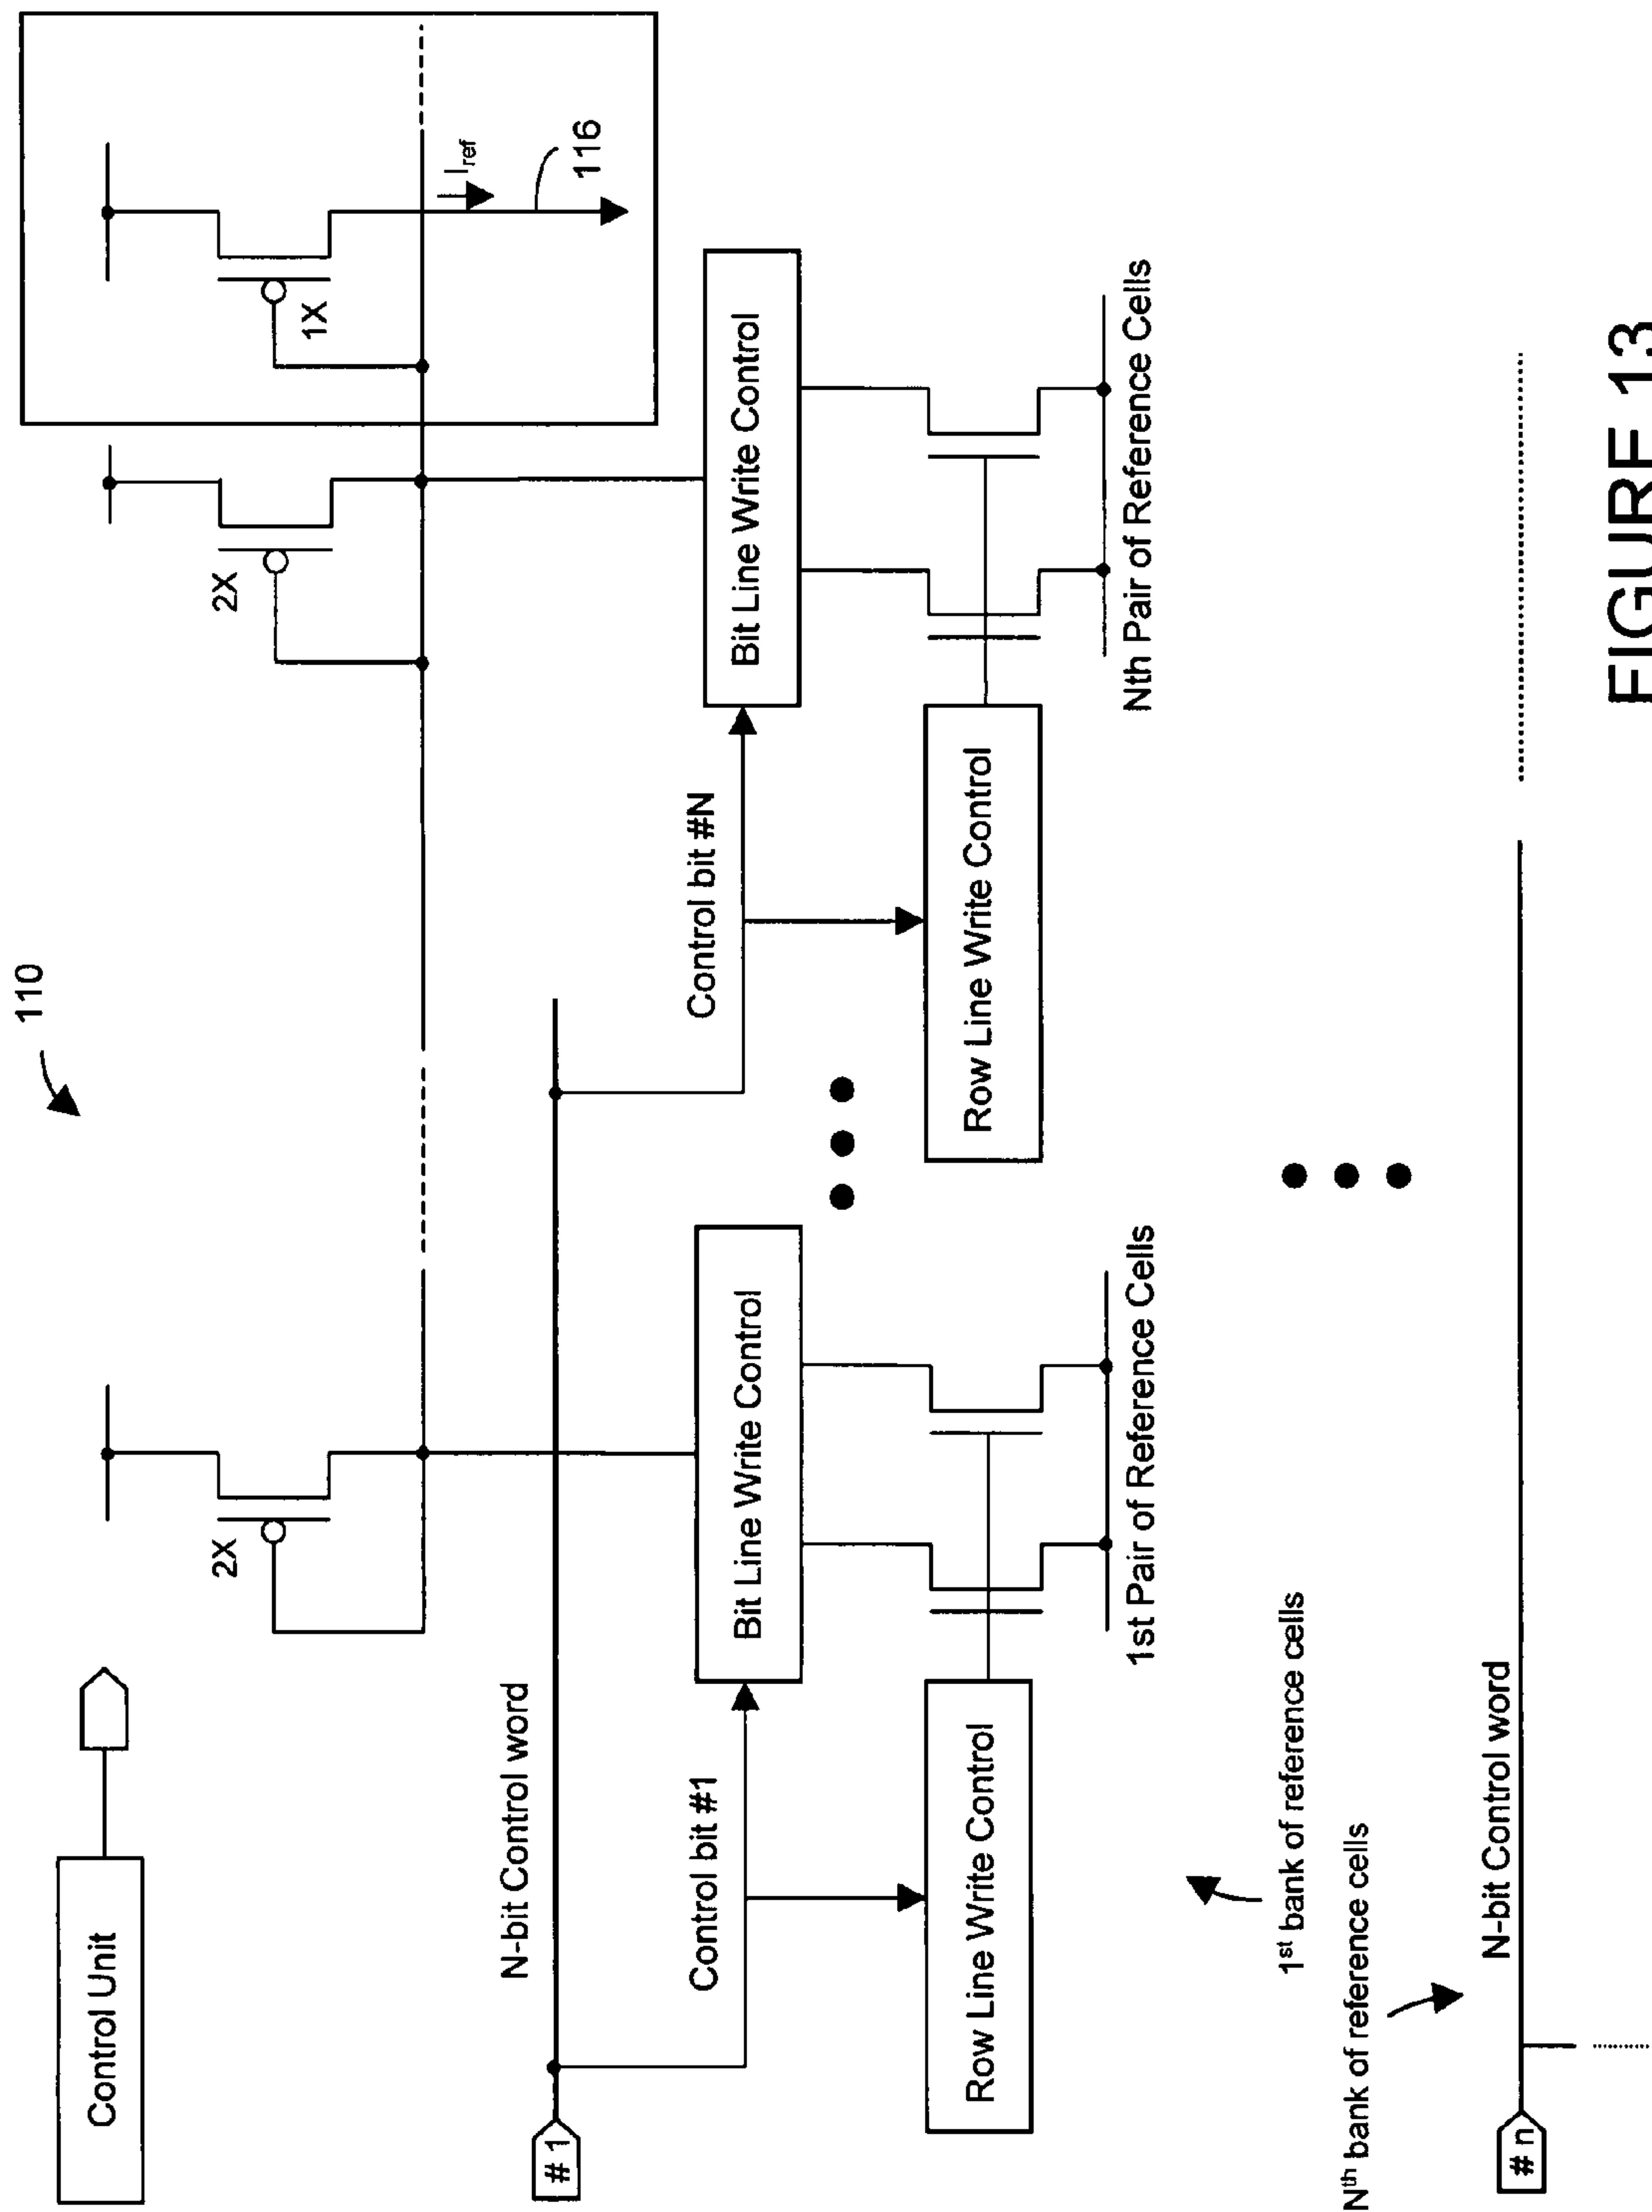 110
Control Unit
2X
2X
1X
I_ref
116
N-bit Control word
# 1
Control bit #1
Control bit #N
Bit Line Write Control
Bit Line Write Control
Row Line Write Control
Row Line Write Control
1st Pair of Reference Cells
Nth Pair of Reference Cells
1st bank of reference cells
Nth bank of reference cells
N-bit Control word
# n
FIGURE 13